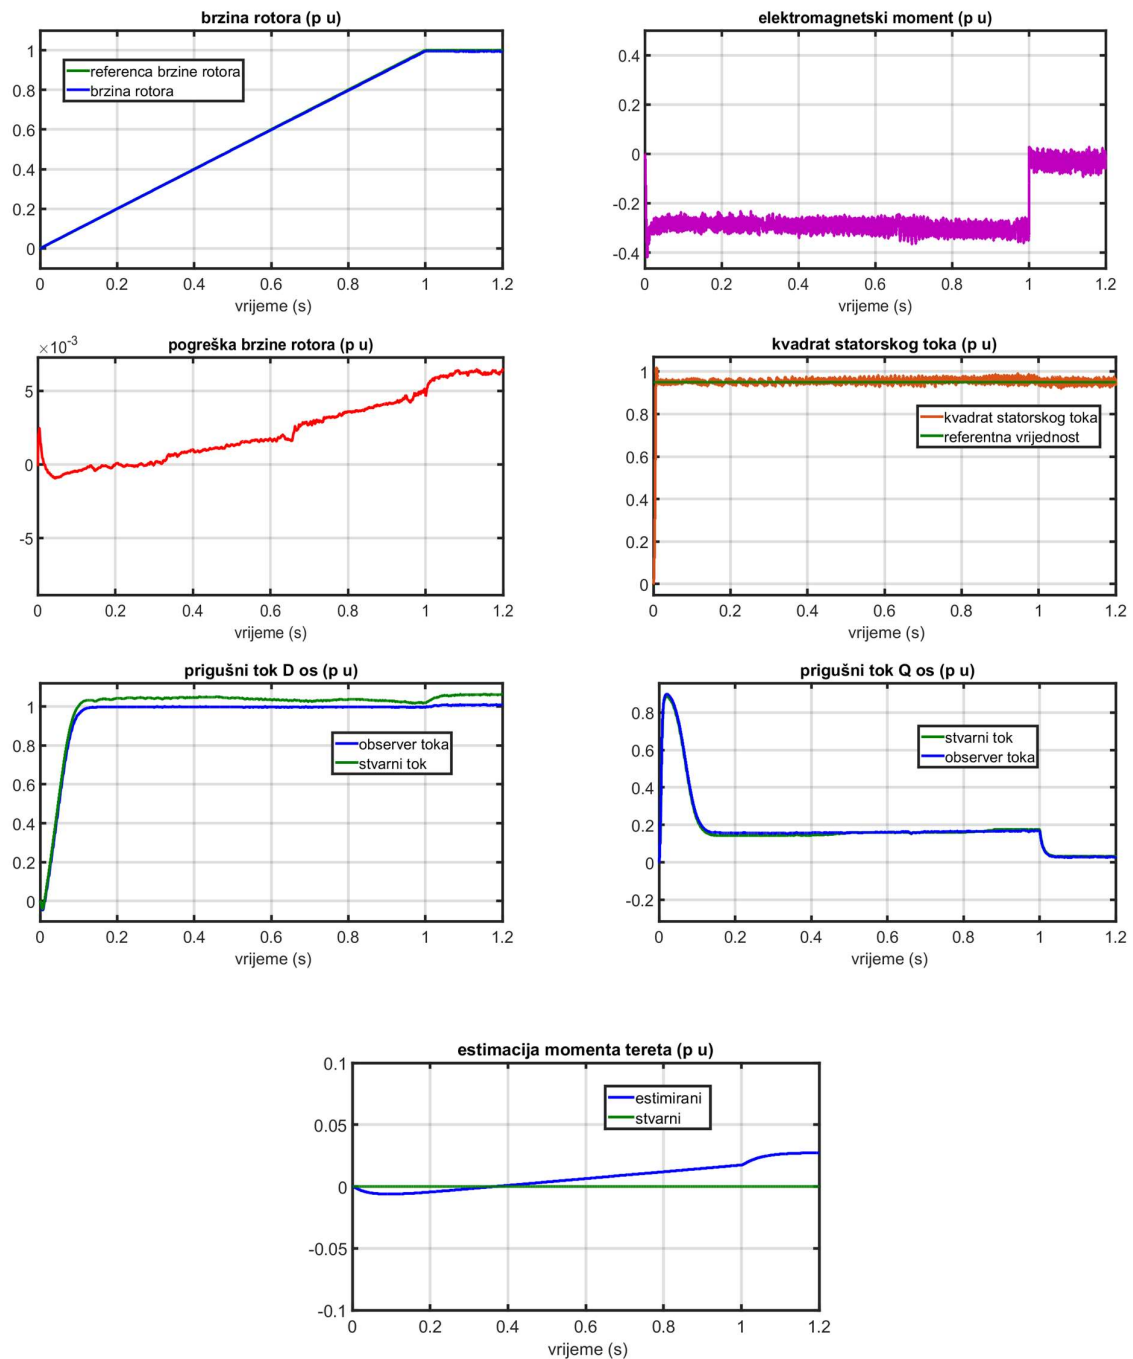 brzina rotora (p u)
1
0.8
0.6
0.4
0.2
0
referenca brzine rotora
brzina rotora
0 0.2 0.4 0.6 0.8 1 1.2
vrijeme (s)
elektromagnetski moment (p u)
0.4
0.2
0
-0.2
-0.4
0 0.2 0.4 0.6 0.8 1 1.2
vrijeme (s)
pogreška brzine rotora (p u)
×10-3
5
0
-5
0 0.2 0.4 0.6 0.8 1 1.2
vrijeme (s)
kvadrat statorskog toka (p u)
1
0.8
0.6
0.4
0.2
0
kvadrat statorskog toka
referentna vrijednost
0 0.2 0.4 0.6 0.8 1 1.2
vrijeme (s)
prigušni tok D os (p u)
1
0.8
0.6
0.4
0.2
0
observer toka
stvarni tok
0 0.2 0.4 0.6 0.8 1 1.2
vrijeme (s)
prigušni tok Q os (p u)
0.8
0.6
0.4
0.2
0
-0.2
stvarni tok
observer toka
0 0.2 0.4 0.6 0.8 1 1.2
vrijeme (s)
estimacija momenta tereta (p u)
0.1
0.05
0
-0.05
-0.1
estimirani
stvarni
0 0.2 0.4 0.6 0.8 1 1.2
vrijeme (s)